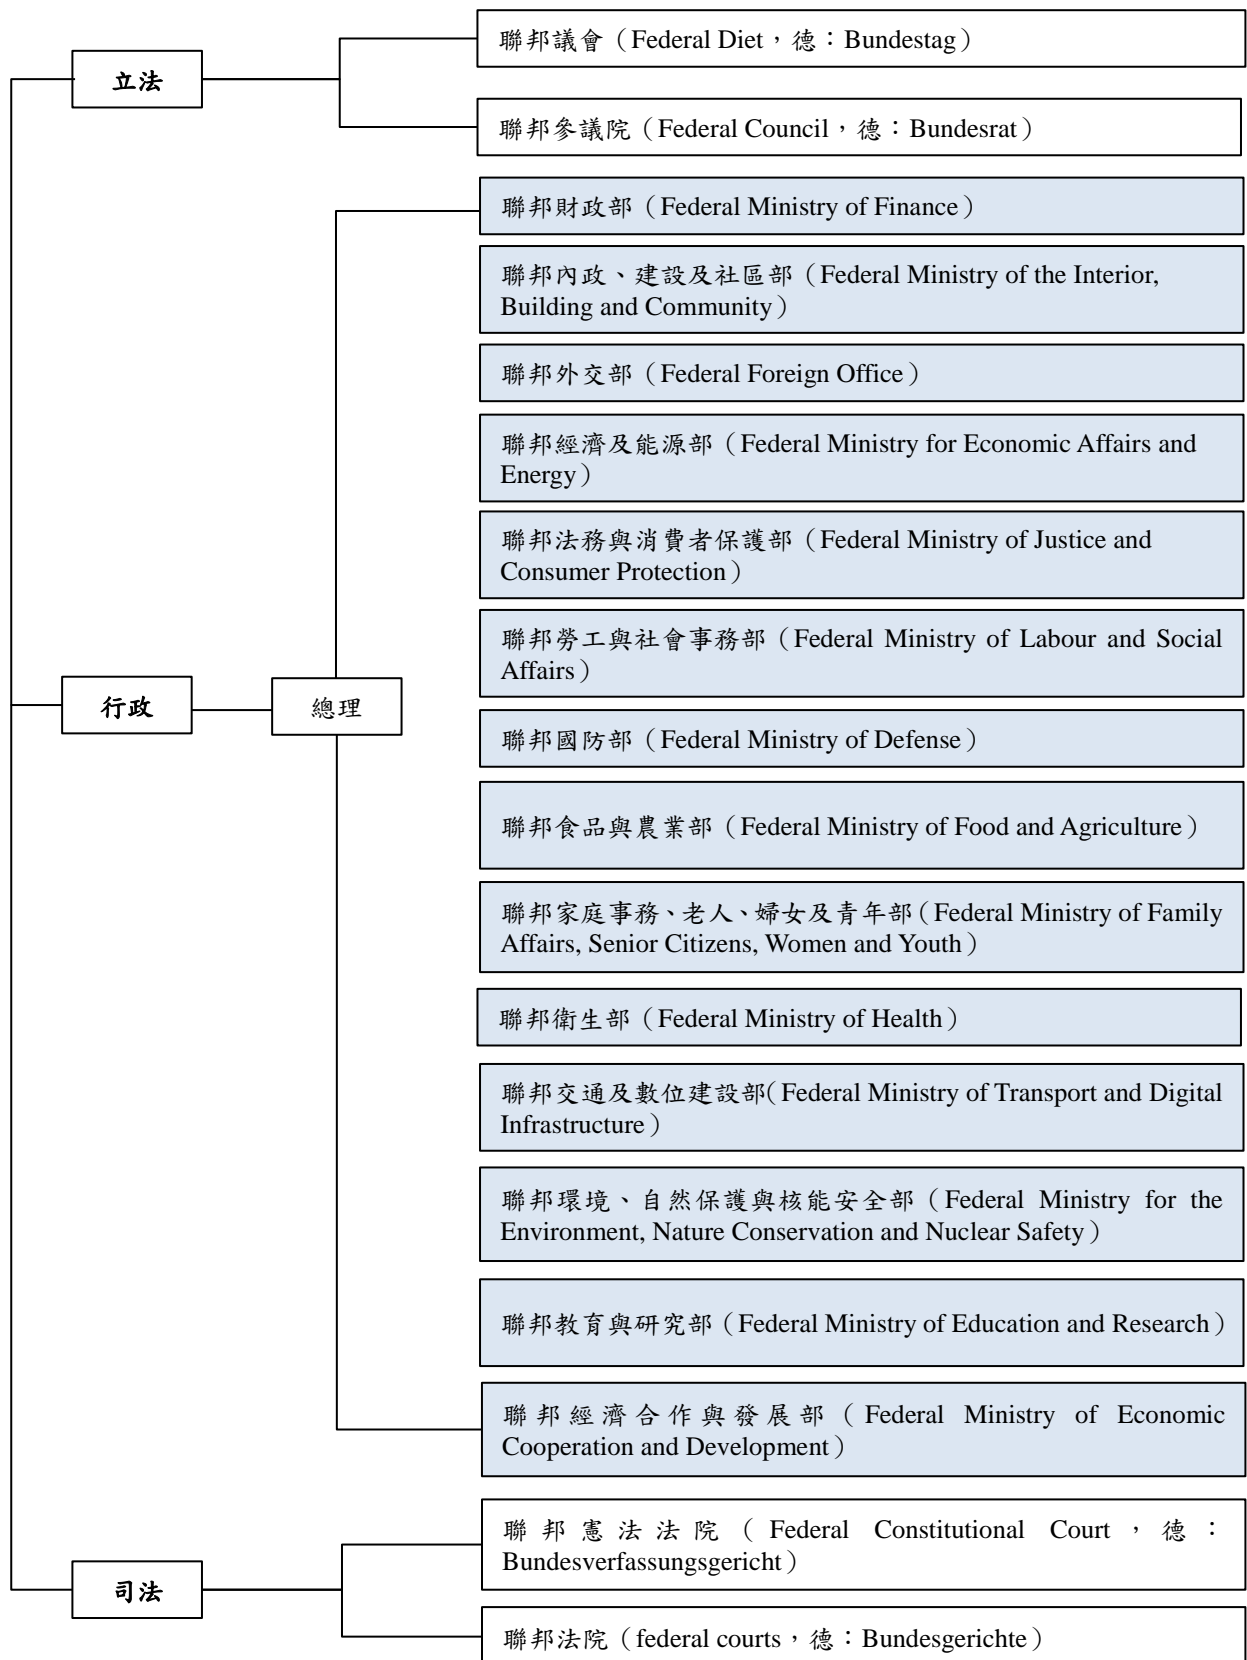 聯邦議會（Federal Diet，德：Bundestag）
立法
聯邦參議院（Federal Council，德：Bundesrat）
聯邦財政部（Federal Ministry of Finance）
聯邦內政、建設及社區部（Federal Ministry of the Interior,
Building and Community）
聯邦外交部（Federal Foreign Office）
聯邦經濟及能源部（Federal Ministry for Economic Affairs and
Energy）
聯邦法務與消費者保護部（Federal Ministry of Justice and
Consumer Protection）
聯邦勞工與社會事務部（Federal Ministry of Labour and Social
Affairs）
行政
總理
聯邦國防部（Federal Ministry of Defense）
聯邦食品與農業部（Federal Ministry of Food and Agriculture）
聯邦家庭事務、老人、婦女及青年部（Federal Ministry of Family
Affairs, Senior Citizens, Women and Youth）
聯邦衛生部（Federal Ministry of Health）
聯邦交通及數位建設部（Federal Ministry of Transport and Digital
Infrastructure）
聯邦環境、自然保護與核能安全部（Federal Ministry for the
Environment, Nature Conservation and Nuclear Safety）
聯邦教育與研究部（Federal Ministry of Education and Research）
聯邦經濟合作與發展部（Federal Ministry of Economic
Cooperation and Development）
聯邦憲法法院（Federal Constitutional Court，德：
Bundesverfassungsgericht）
司法
聯邦法院（federal courts，德：Bundesgerichte）